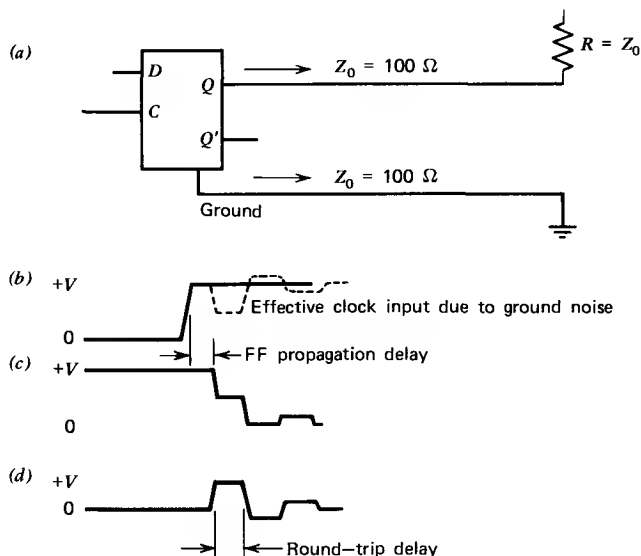 (a)
R = Z₀
Z₀ = 100 Ω
D
Q
C
Q'
Z₀ = 100 Ω
Ground
(b)
+V
Effective clock input due to ground noise
0
FF propagation delay
(c)
+V
0
(d)
+V
0
Round-trip delay